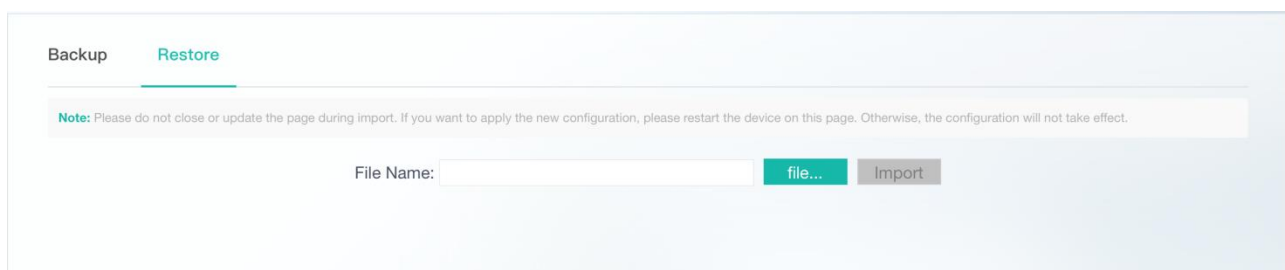 Backup Restore
Note: Please do not close or update the page during import. If you want to apply the new configuration, please restart the device on this page. Otherwise, the configuration will not take effect.
File Name: file... Import